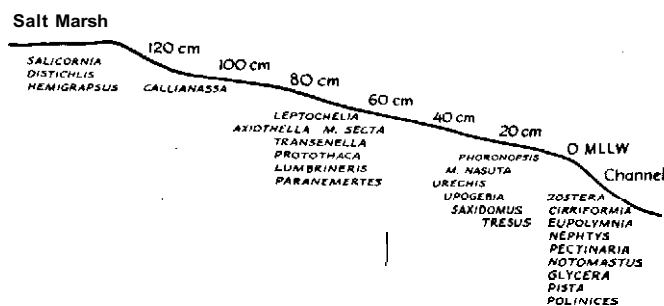 Salt Marsh
120 cm
100 cm
80 cm
60 cm
40 cm
20 cm
O MLLW
Channel
SALICORNIA
DISTICHLIS
HEMIGRAPSUS
CALLIANASSA
LEPTOCHELIA
AXIOTHELLA M. SECTA
TRANSENELLA
PROTOTHACA
LUMBRINERIS
PARANEMERTES
PHORONOPSIS
M. NASUTA
URECHIS
UPOGEBIA
SAXIDOMUS
TRESUS
ZOSTERA
CIRRIFORMIA
EUPOLYMNIA
NEPHTYS
PECTINARIA
NOTOMASTUS
GLYCERA
PISTA
POLINICES